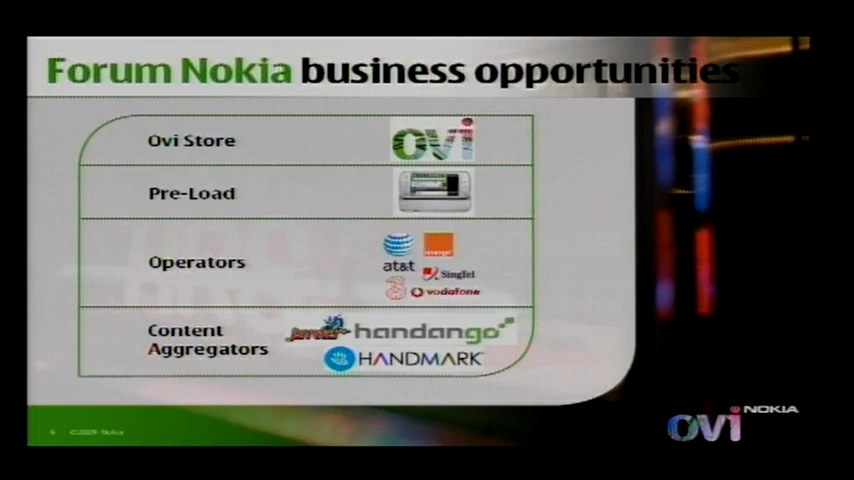 Forum Nokia business opportunities
Ovi Store
ovi
Pre-Load
Operators
at&t
SingTel
3
vodafone
Content
Aggregators
handango
HANDMARK
6 ©2009 Nokia
ovi NOKIA